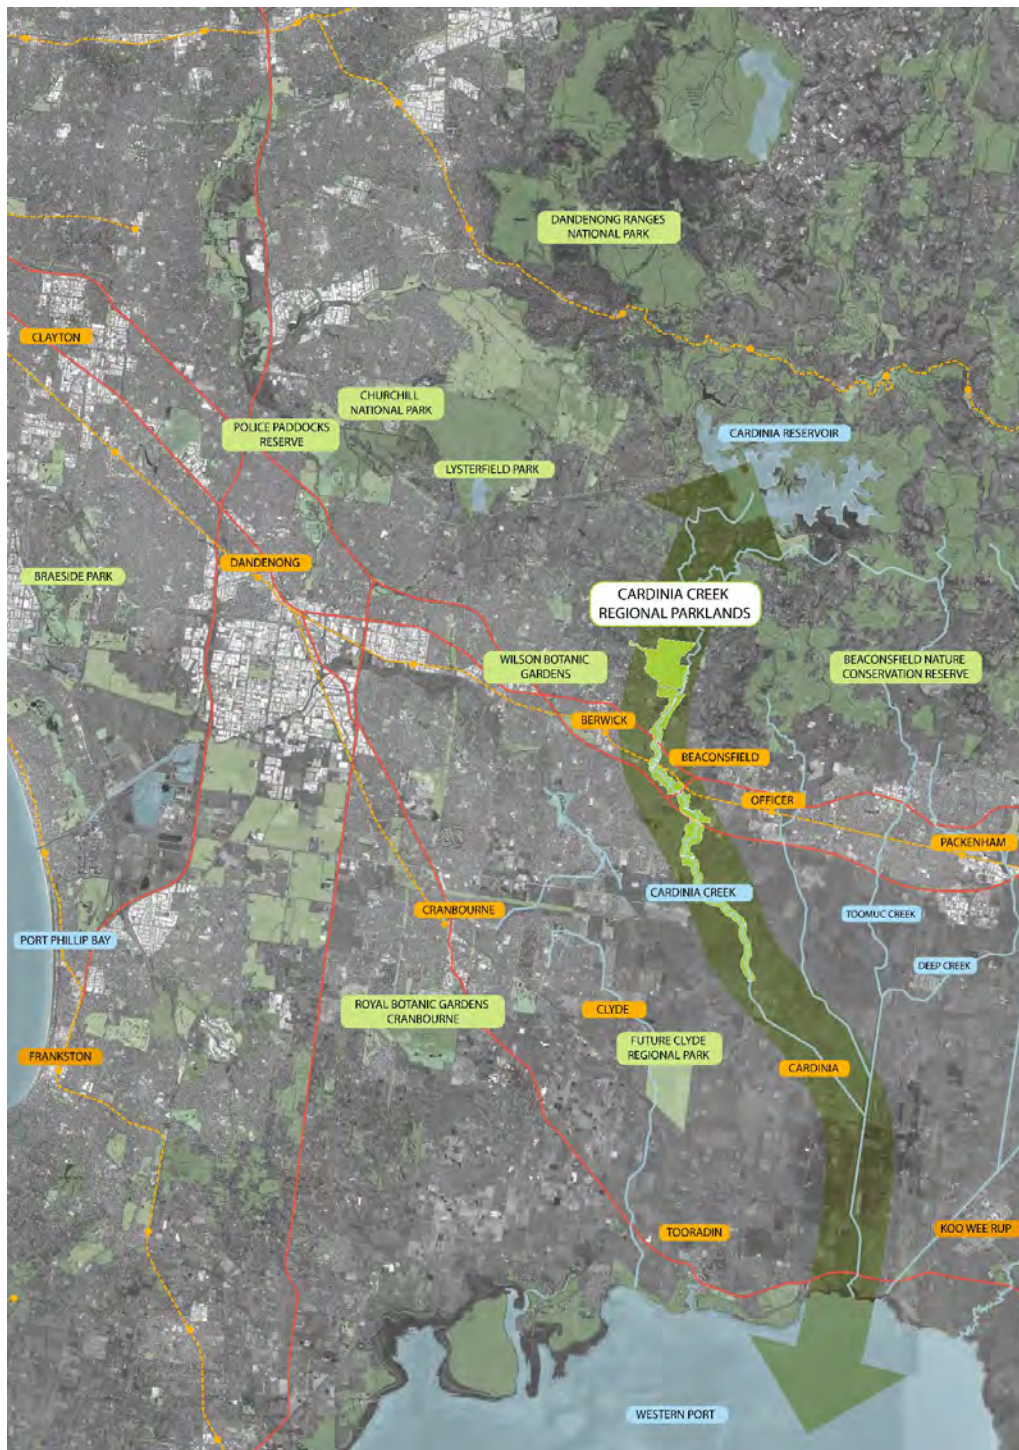 DANDENONG RANGES
NATIONAL PARK
CLAYTON
CHURCHILL
NATIONAL PARK
POLICE PADDOCKS
RESERVE
CARDINIA RESERVOIR
LYSTERFIELD PARK
DANDENONG
BRAESIDE PARK
CARDINIA CREEK
REGIONAL PARKLANDS
WILSON BOTANIC
GARDENS
BEACONSFIELD NATURE
CONSERVATION RESERVE
BERWICK
BEACONSFIELD
OFFICER
PACKENHAM
CARDINIA CREEK
CRANBOURNE
TOOMUC CREEK
PORT PHILLIP BAY
DEEP CREEK
ROYAL BOTANIC GARDENS
CRANBOURNE
CLYDE
FUTURE CLYDE
REGIONAL PARK
FRANKSTON
CARDINIA
TOORADIN
KOO WEE RUP
WESTERN PORT